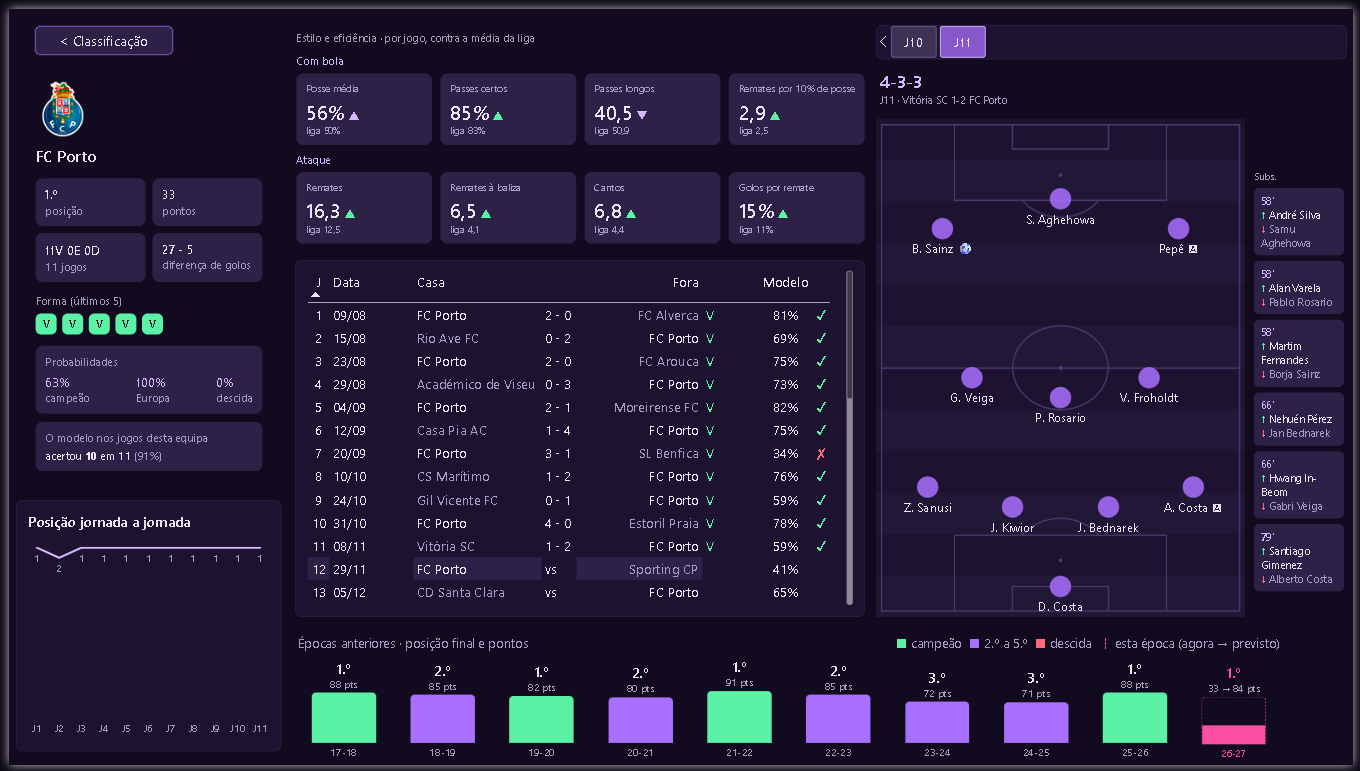 < Classificação
FCP
FC Porto
1.º
posição
33
pontos
11V 0E 0D
11 jogos
27 - 5
diferença de golos
Forma (últimos 5)
V V V V V
Probabilidades
63% 100% 0%
campeão Europa descida
O modelo nos jogos desta equipa
acertou 10 em 11 (91%)
Posição jornada a jornada
1 2 1 1 1 1 1 1 1 1 1
J1 J2 J3 J4 J5 J6 J7 J8 J9 J10 J11
Estilo e eficiência · por jogo, contra a média da liga
Com bola
Posse média
56% ▲
liga 50%
Passes certos
85% ▲
liga 83%
Passes longos
40,5 ▼
liga 50,9
Remates por 10% de posse
2,9 ▲
liga 2,5
Ataque
Remates
16,3 ▲
liga 12,5
Remates à baliza
6,5 ▲
liga 4,1
Cantos
6,8 ▲
liga 4,4
Golos por remate
15% ▲
liga 11%
J Data Casa Fora Modelo
1 09/08 FC Porto 2 - 0 FC Alverca V 81% ✓
2 15/08 Rio Ave FC 0 - 2 FC Porto V 69% ✓
3 23/08 FC Porto 2 - 0 FC Arouca V 75% ✓
4 29/08 Académico de Viseu 0 - 3 FC Porto V 73% ✓
5 04/09 FC Porto 2 - 1 Moreirense FC V 82% ✓
6 12/09 Casa Pia AC 1 - 4 FC Porto V 75% ✓
7 20/09 FC Porto 3 - 1 SL Benfica V 34% ✗
8 10/10 CS Marítimo 1 - 2 FC Porto V 76% ✓
9 24/10 Gil Vicente FC 0 - 1 FC Porto V 59% ✓
10 31/10 FC Porto 4 - 0 Estoril Praia V 78% ✓
11 08/11 Vitória SC 1 - 2 FC Porto V 59% ✓
12 29/11 FC Porto vs Sporting CP 41%
13 05/12 CD Santa Clara vs FC Porto 65%
< J10 J11
4-3-3
J11 · Vitória SC 1-2 FC Porto
S. Aghehowa
B. Sainz ⚽
Pepê A
G. Veiga
V. Froholdt
P. Rosario
Z. Sanusi
A. Costa A
J. Kiwior
J. Bednarek
D. Costa
Subs.
58'
↑ André Silva
↓ Samu
Aghehowa
58'
↑ Alan Varela
↓ Pablo Rosario
58'
↑ Martim
Fernandes
↓ Borja Sainz
66'
↑ Nehuén Pérez
↓ Jan Bednarek
66'
↑ Hwang In-
Beom
↓ Gabri Veiga
79'
↑ Santiago
Gimenez
↓ Alberto Costa
Épocas anteriores · posição final e pontos
campeão 2.º a 5.º descida esta época (agora → previsto)
1.º 2.º 1.º 2.º 1.º 2.º 3.º 3.º 1.º 1.º
88 pts 85 pts 82 pts 80 pts 91 pts 85 pts 72 pts 71 pts 88 pts 33 → 84 pts
17-18 18-19 19-20 20-21 21-22 22-23 23-24 24-25 25-26 26-27